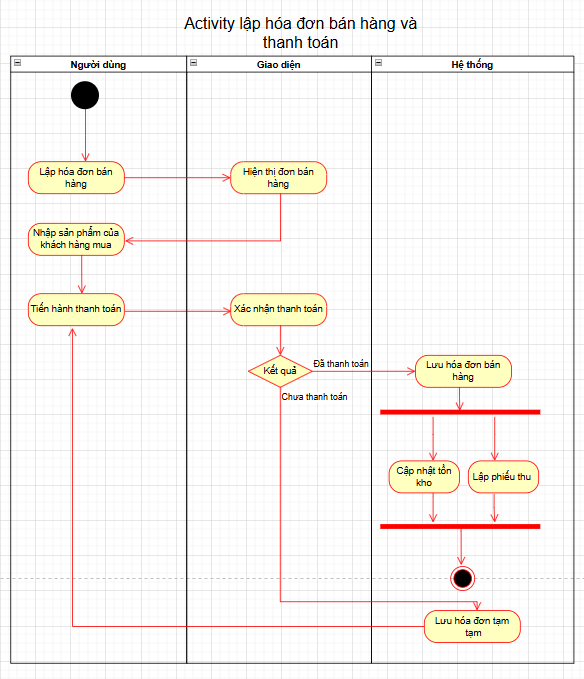 Activity lập hóa đơn bán hàng và
thanh toán
Người dùng
Giao diện
Hệ thống
Lập hóa đơn bán
hàng
Hiện thị đơn bán
hàng
Nhập sản phẩm của
khách hàng mua
Tiến hành thanh toán
Xác nhận thanh toán
Kết quả
Đã thanh toán
Chưa thanh toán
Lưu hóa đơn bán
hàng
Cập nhật tồn
kho
Lập phiếu thu
Lưu hóa đơn tạm
tạm